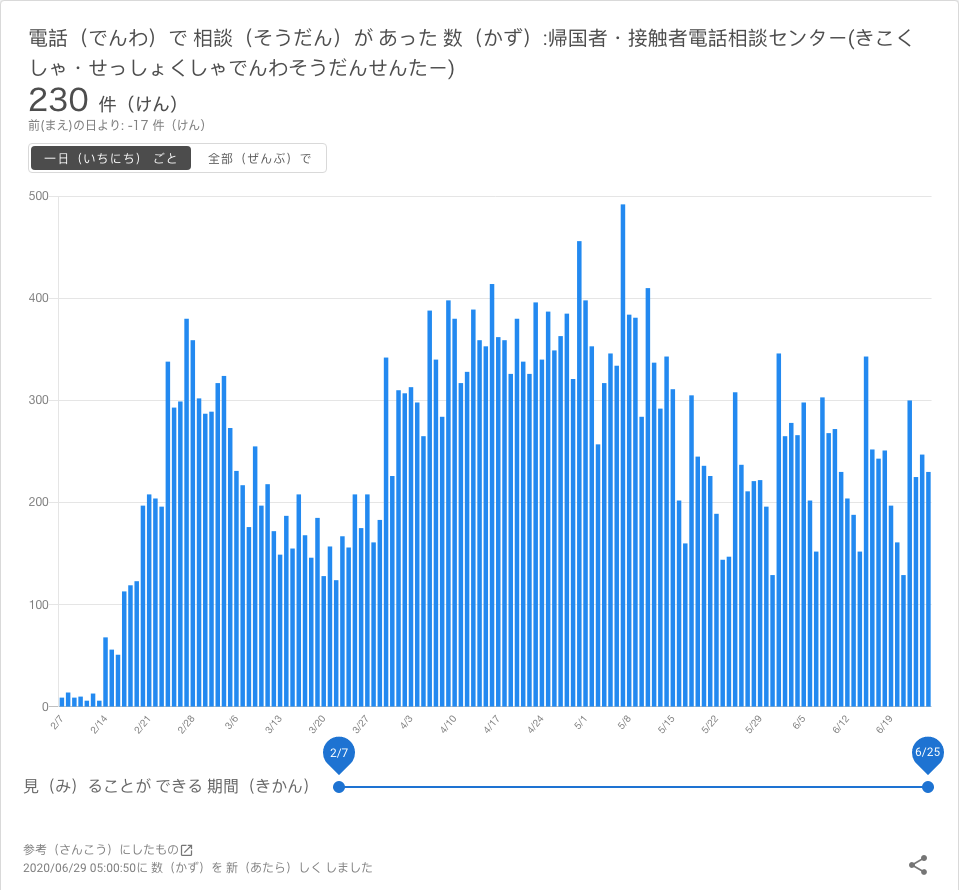 電話（でんわ）で 相談（そうだん）が あった 数（かず）:帰国者・接触者電話相談センター(きこく
しゃ・せっしょくしゃでんわそうだんせんたー)
230 件（けん）
前(まえ)の日より: -17 件（けん）
一日（いちにち） ごと 全部（ぜんぶ）で
500
400
300
200
100
0
2/7 2/14 2/21 2/28 3/6 3/13 3/20 3/27 4/3 4/10 4/17 4/24 5/1 5/8 5/15 5/22 5/29 6/5 6/12 6/19
2/7 6/25
見（み）ることが できる 期間（きかん）
参考（さんこう）にしたもの
2020/06/29 05:00:50に 数（かず）を 新（あたら）しく しました